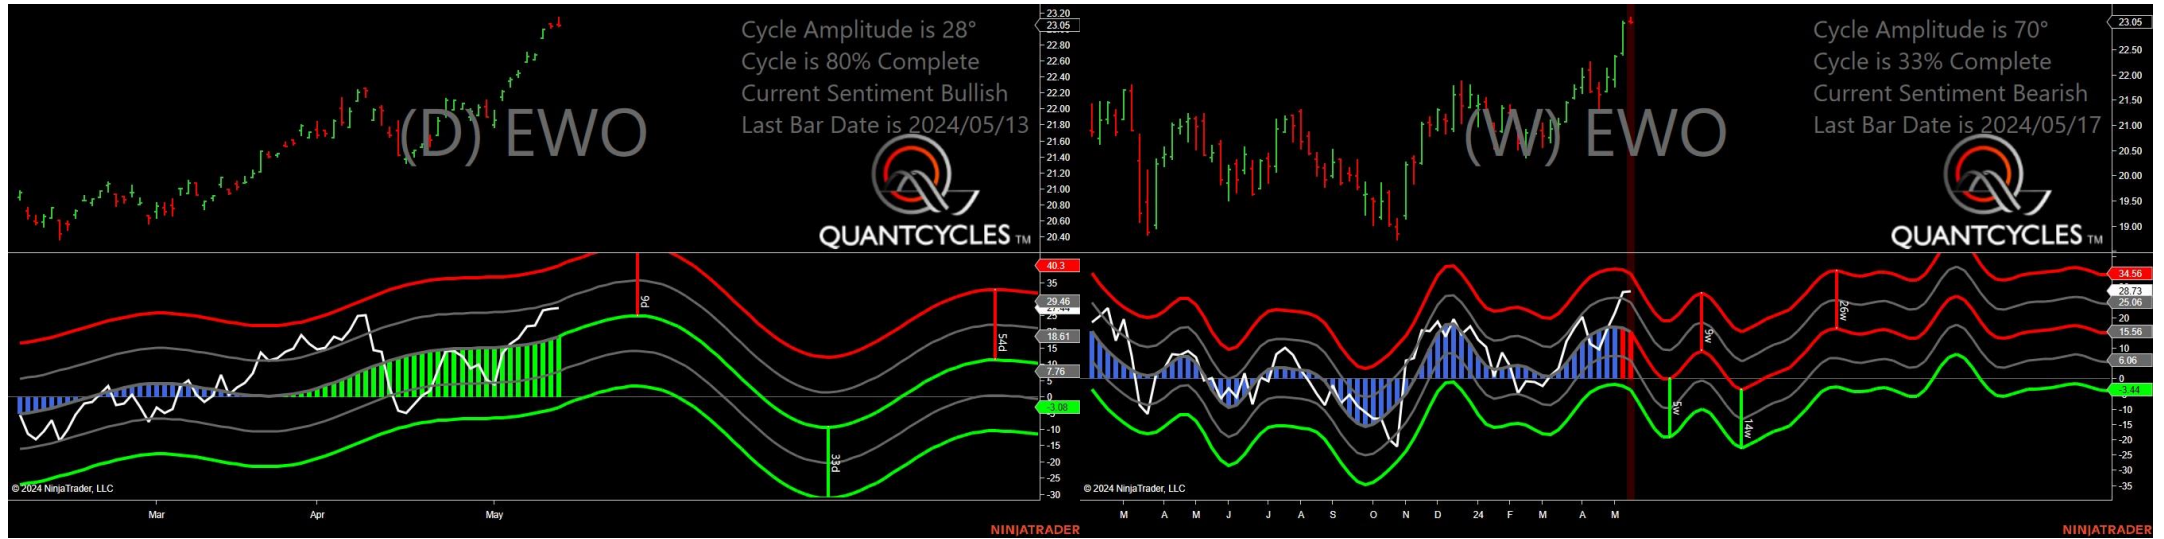 Cycle Amplitude is 28°
Cycle is 80% Complete
Current Sentiment Bullish
Last Bar Date is 2024/05/13
(D) EWO
QUANTCYCLES TM
23.20
23.05
22.80
22.60
22.40
22.20
22.00
21.80
21.60
21.40
21.20
21.00
20.80
20.60
20.40
40.3
35
29.46
27.44
25
18.61
15
7.76
5
0
-3.08
-10
-15
-20
-25
-30
9d
33d
54d
© 2024 NinjaTrader, LLC
Mar
Apr
May
NINJATRADER
Cycle Amplitude is 70°
Cycle is 33% Complete
Current Sentiment Bearish
Last Bar Date is 2024/05/17
(W) EWO
QUANTCYCLES TM
23.05
22.50
22.00
21.50
21.00
20.50
20.00
19.50
19.00
34.56
28.73
25.06
20
15.56
10
6.06
0
-3.44
-10
-15
-20
-25
-30
-35
5w
9w
14w
26w
© 2024 NinjaTrader, LLC
M A M J J A S O N D 24 F M A M
NINJATRADER